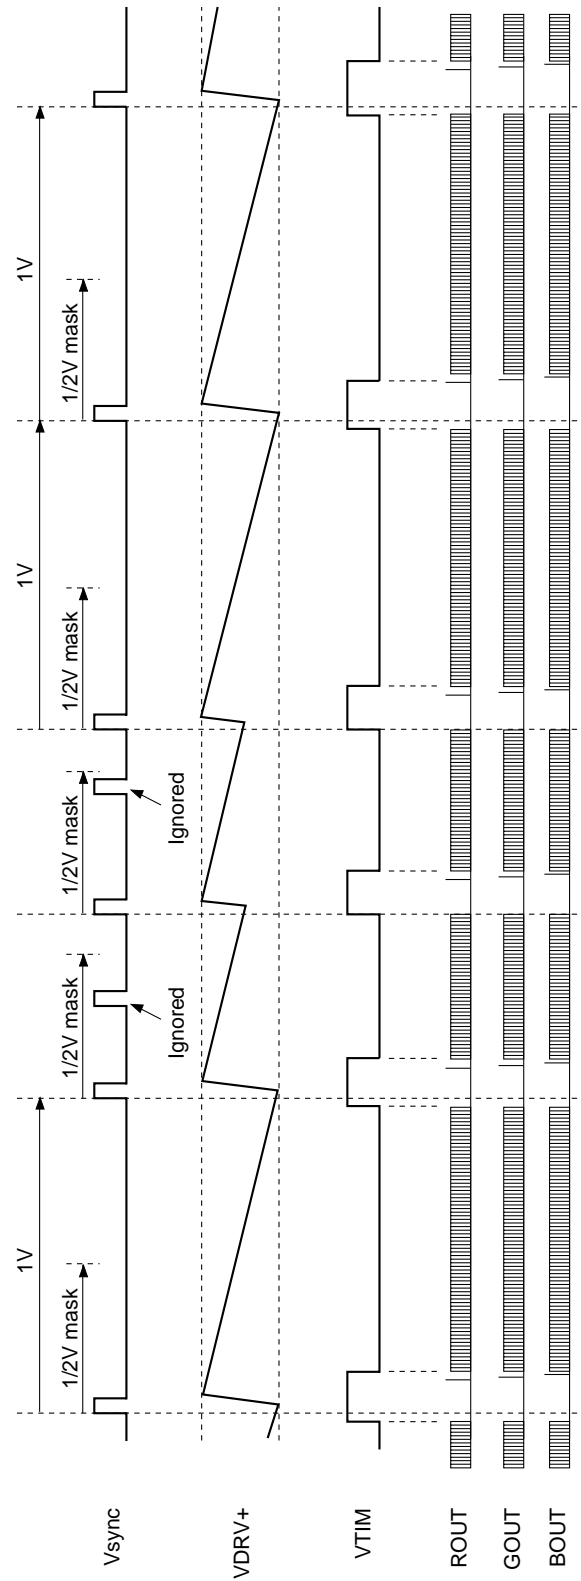 1V
1V
1V
1/2V mask
1/2V mask
1/2V mask
1/2V mask
1/2V mask
Vsync
Ignored
Ignored
VDRV+
VTIM
ROUT
GOUT
BOUT